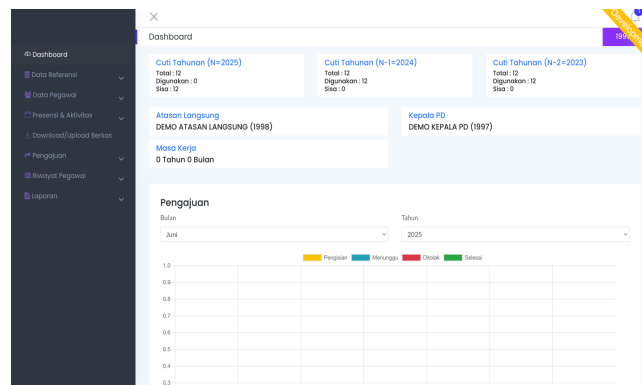 Development
Dashboard
199
Dashboard
Data Referensi
Data Pegawai
Presensi & Aktivitas
Download/Upload Berkas
Pengajuan
Riwayat Pegawai
Laporan
Cuti Tahunan (N=2025)
Total : 12
Digunakan : 0
Sisa : 12
Cuti Tahunan (N-1=2024)
Total : 12
Digunakan : 12
Sisa : 0
Cuti Tahunan (N-2=2023)
Total : 12
Digunakan : 12
Sisa : 0
Atasan Langsung
DEMO ATASAN LANGSUNG (1998)
Kepala PD
DEMO KEPALA PD (1997)
Masa Kerja
0 Tahun 0 Bulan
Pengajuan
Bulan
Tahun
Juni
2025
Pengisian Menunggu Ditolak Selesai
1.0
0.9
0.8
0.7
0.6
0.5
0.4
0.3